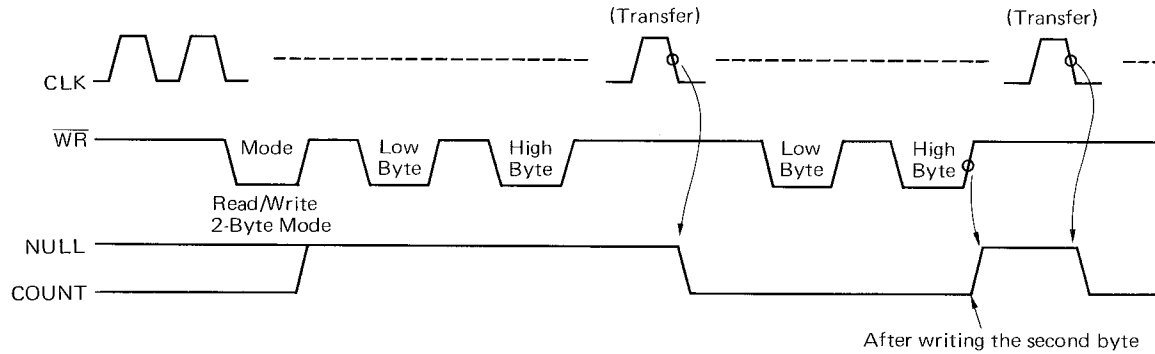 (Transfer)
(Transfer)
CLK
WR
Mode
Low
Byte
High
Byte
Low
Byte
High
Byte
Read/Write
2-Byte Mode
NULL
COUNT
After writing the second byte